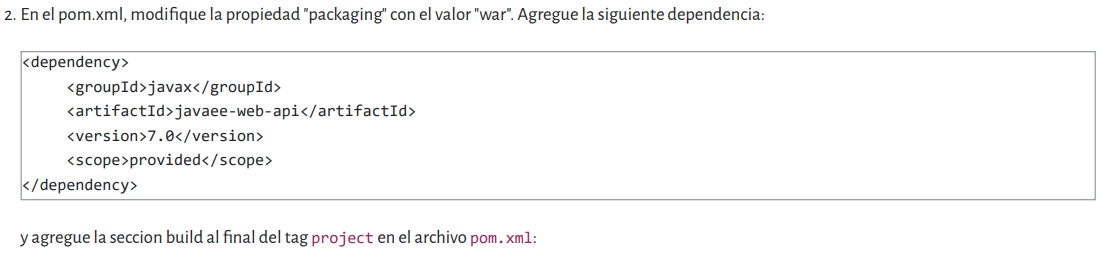 2. En el pom.xml, modifique la propiedad "packaging" con el valor "war". Agregue la siguiente dependencia:
<dependency>
<groupId>javax</groupId>
<artifactId>javaee-web-api</artifactId>
<version>7.0</version>
<scope>provided</scope>
</dependency>
y agregue la seccion build al final del tag project en el archivo pom.xml: